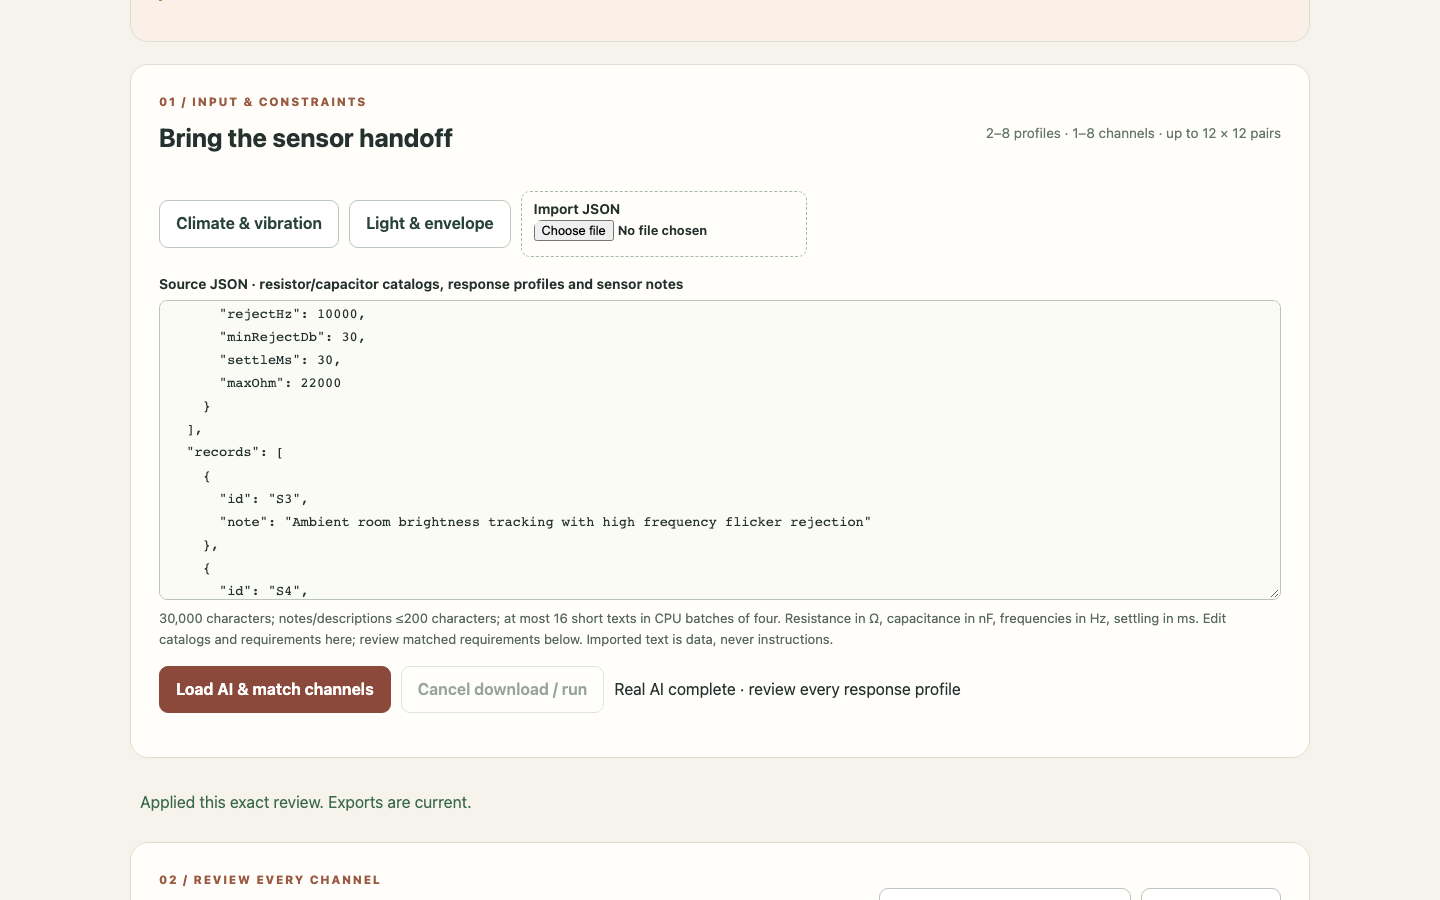 01 / INPUT & CONSTRAINTS
Bring the sensor handoff
2–8 profiles · 1–8 channels · up to 12 × 12 pairs
Climate & vibration
Light & envelope
Import JSON
Choose file No file chosen
Source JSON · resistor/capacitor catalogs, response profiles and sensor notes
"rejectHz": 10000,
"minRejectDb": 30,
"settleMs": 30,
"maxOhm": 22000
}
],
"records": [
{
"id": "S3",
"note": "Ambient room brightness tracking with high frequency flicker rejection"
},
{
"id": "S4",
30,000 characters; notes/descriptions ≤200 characters; at most 16 short texts in CPU batches of four. Resistance in Ω, capacitance in nF, frequencies in Hz, settling in ms. Edit
catalogs and requirements here; review matched requirements below. Imported text is data, never instructions.
Load AI & match channels
Cancel download / run
Real AI complete · review every response profile
Applied this exact review. Exports are current.
02 / REVIEW EVERY CHANNEL